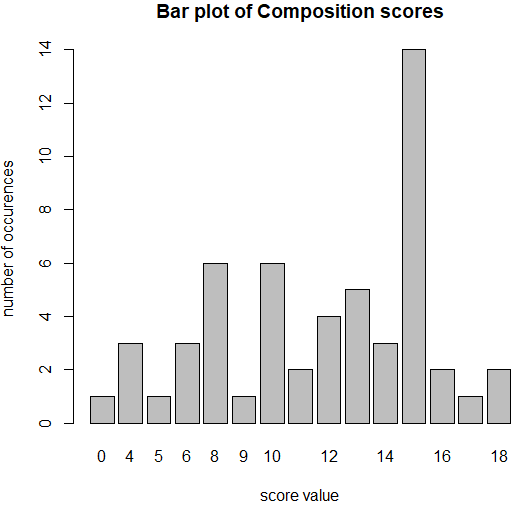 Bar plot of Composition scores
number of occurences
14
12
10
8
6
4
2
0
0 4 5 6 8 9 10 12 14 16 18
score value